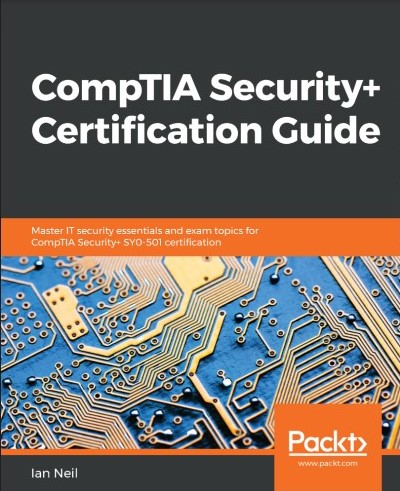 CompTIA Security+
Certification Guide
Master IT security essentials and exam topics for
CompTIA Security+ SY0-501 certification
Packt>
www.packt.com
Ian Neil